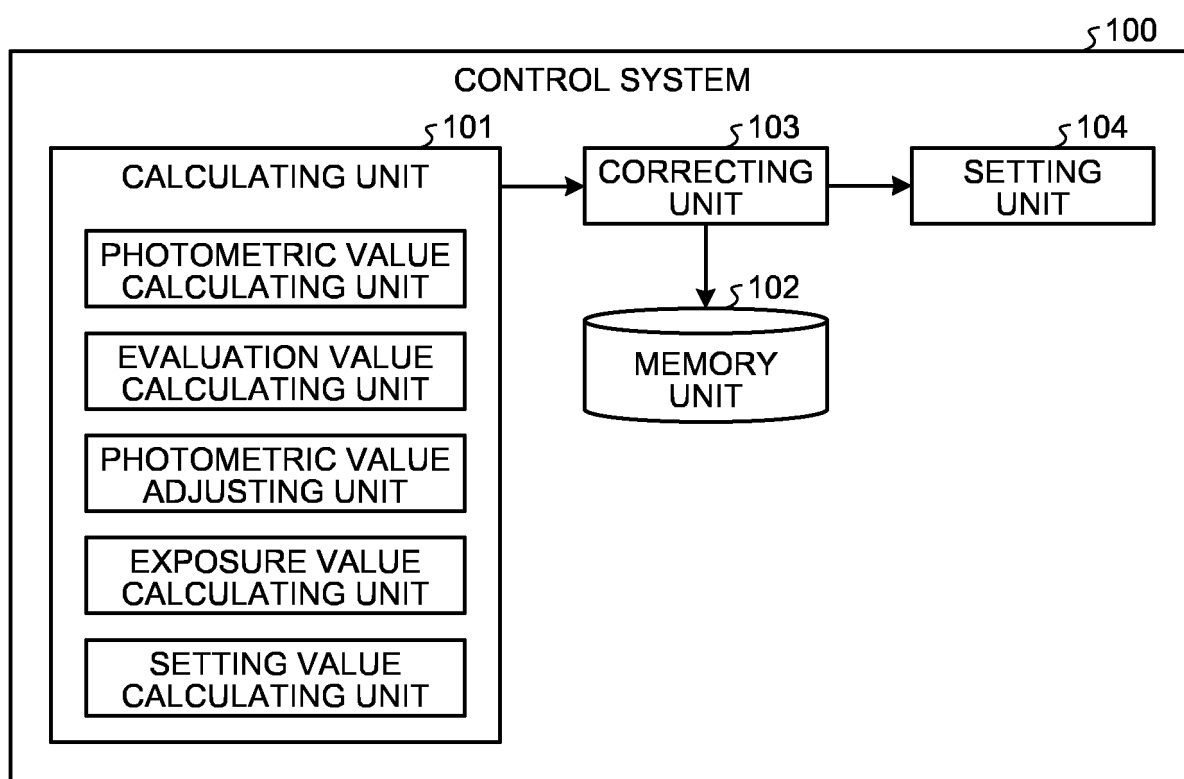 100
CONTROL SYSTEM
101
CALCULATING UNIT
PHOTOMETRIC VALUE
CALCULATING UNIT
EVALUATION VALUE
CALCULATING UNIT
PHOTOMETRIC VALUE
ADJUSTING UNIT
EXPOSURE VALUE
CALCULATING UNIT
SETTING VALUE
CALCULATING UNIT
103
CORRECTING
UNIT
104
SETTING
UNIT
102
MEMORY
UNIT